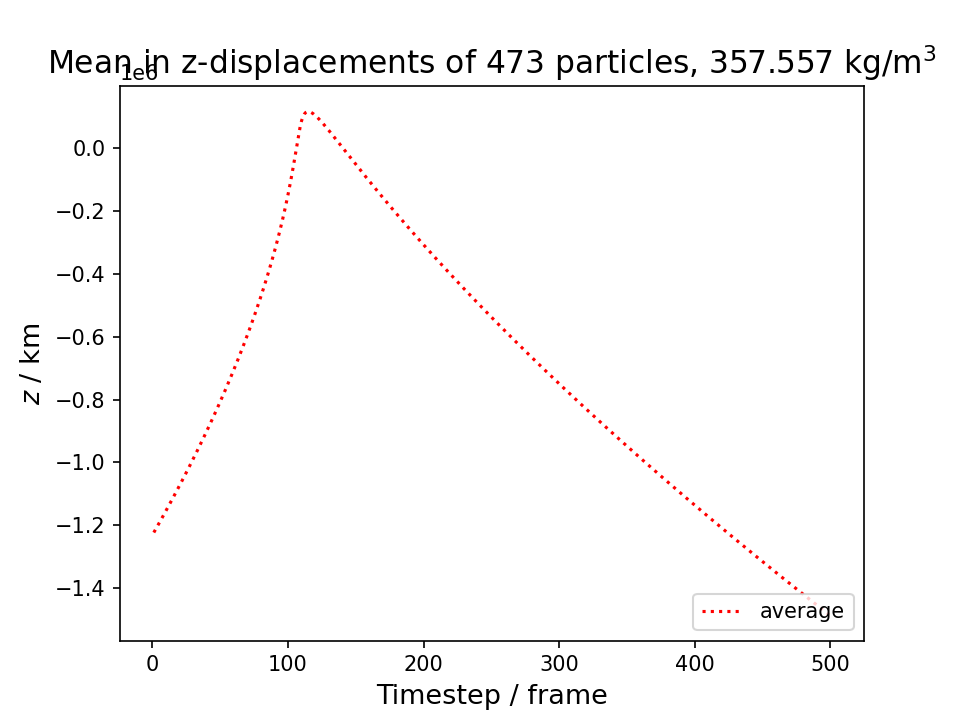 Mean in z-displacements of 473 particles, 357.557 kg/m³
1e6
0.0
−0.2
−0.4
−0.6
−0.8
−1.0
−1.2
−1.4
z / km
average
0 100 200 300 400 500
Timestep / frame